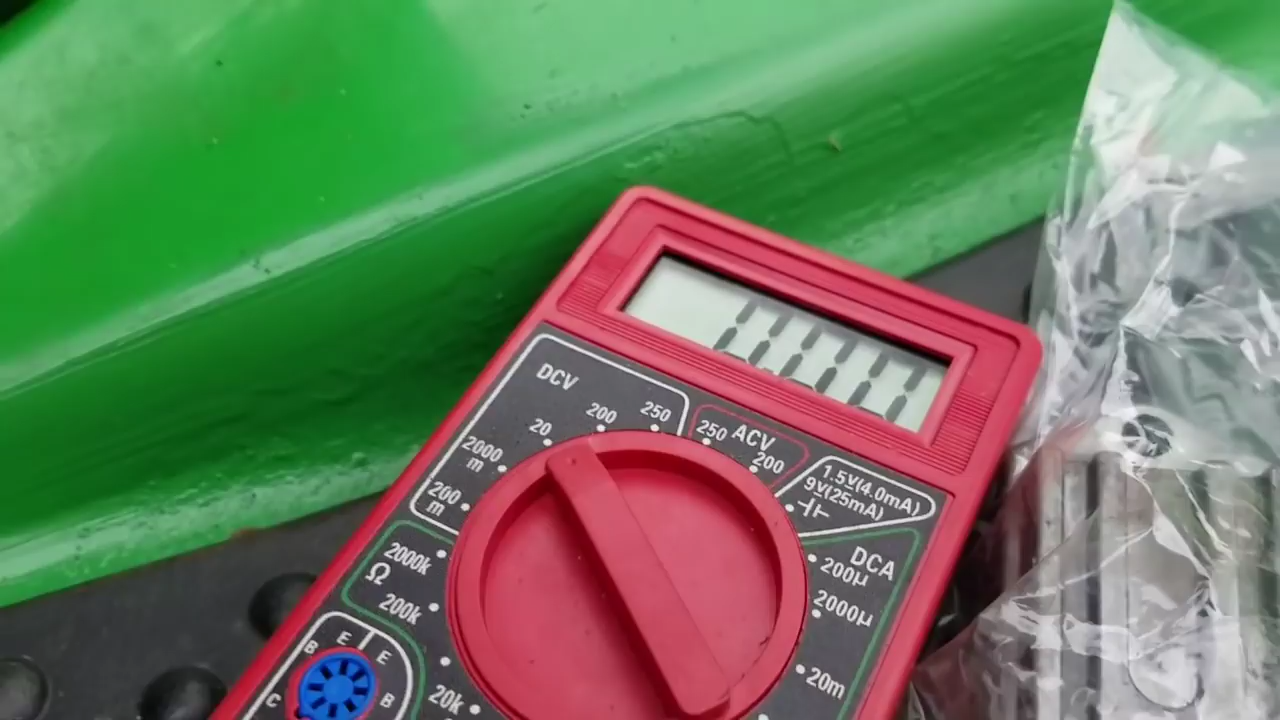 DCV
250
200
20
2000
m
200
m
ACV
250
200
1.5V(4.0mA)
9V(25mA)
DCA
200μ
2000μ
20m
2000k
Ω
200k
20k
E
E
B
B
C